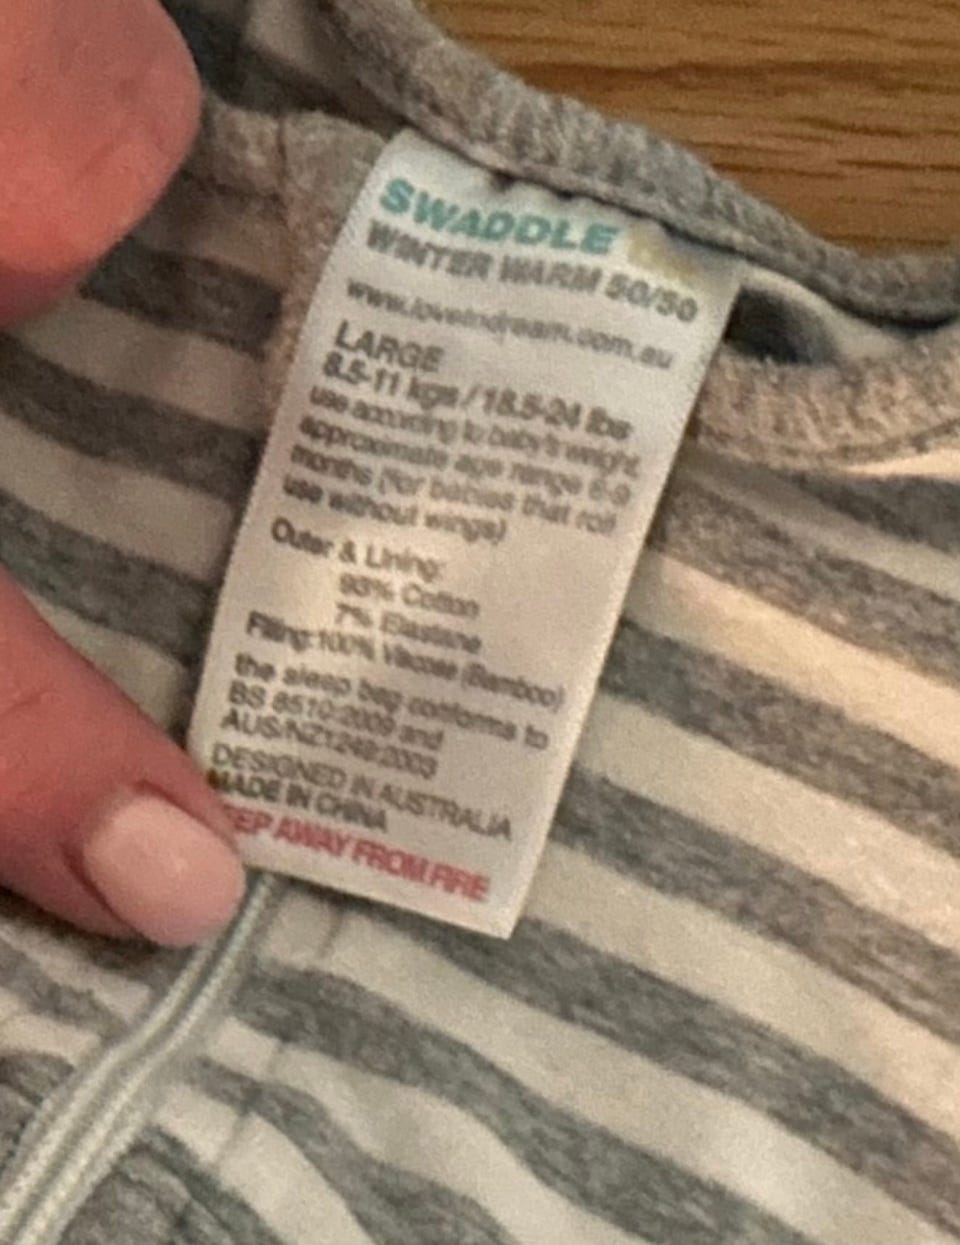 SWADDLE
WINTER WARM 50/50
www.lovetodream.com.au
LARGE
8.5-11 kgs / 18.5-24 lbs
use according to baby's weight,
approximate age range 6-9
months (for babies that roll
use without wings)
Outer & Lining:
93% Cotton
7% Elastane
Filling:100% Viscose (Bamboo)
the sleep bag conforms to
BS 8510:2009 and
AUS/NZ1249:2003
DESIGNED IN AUSTRALIA
MADE IN CHINA
EEP AWAY FROM FIRE